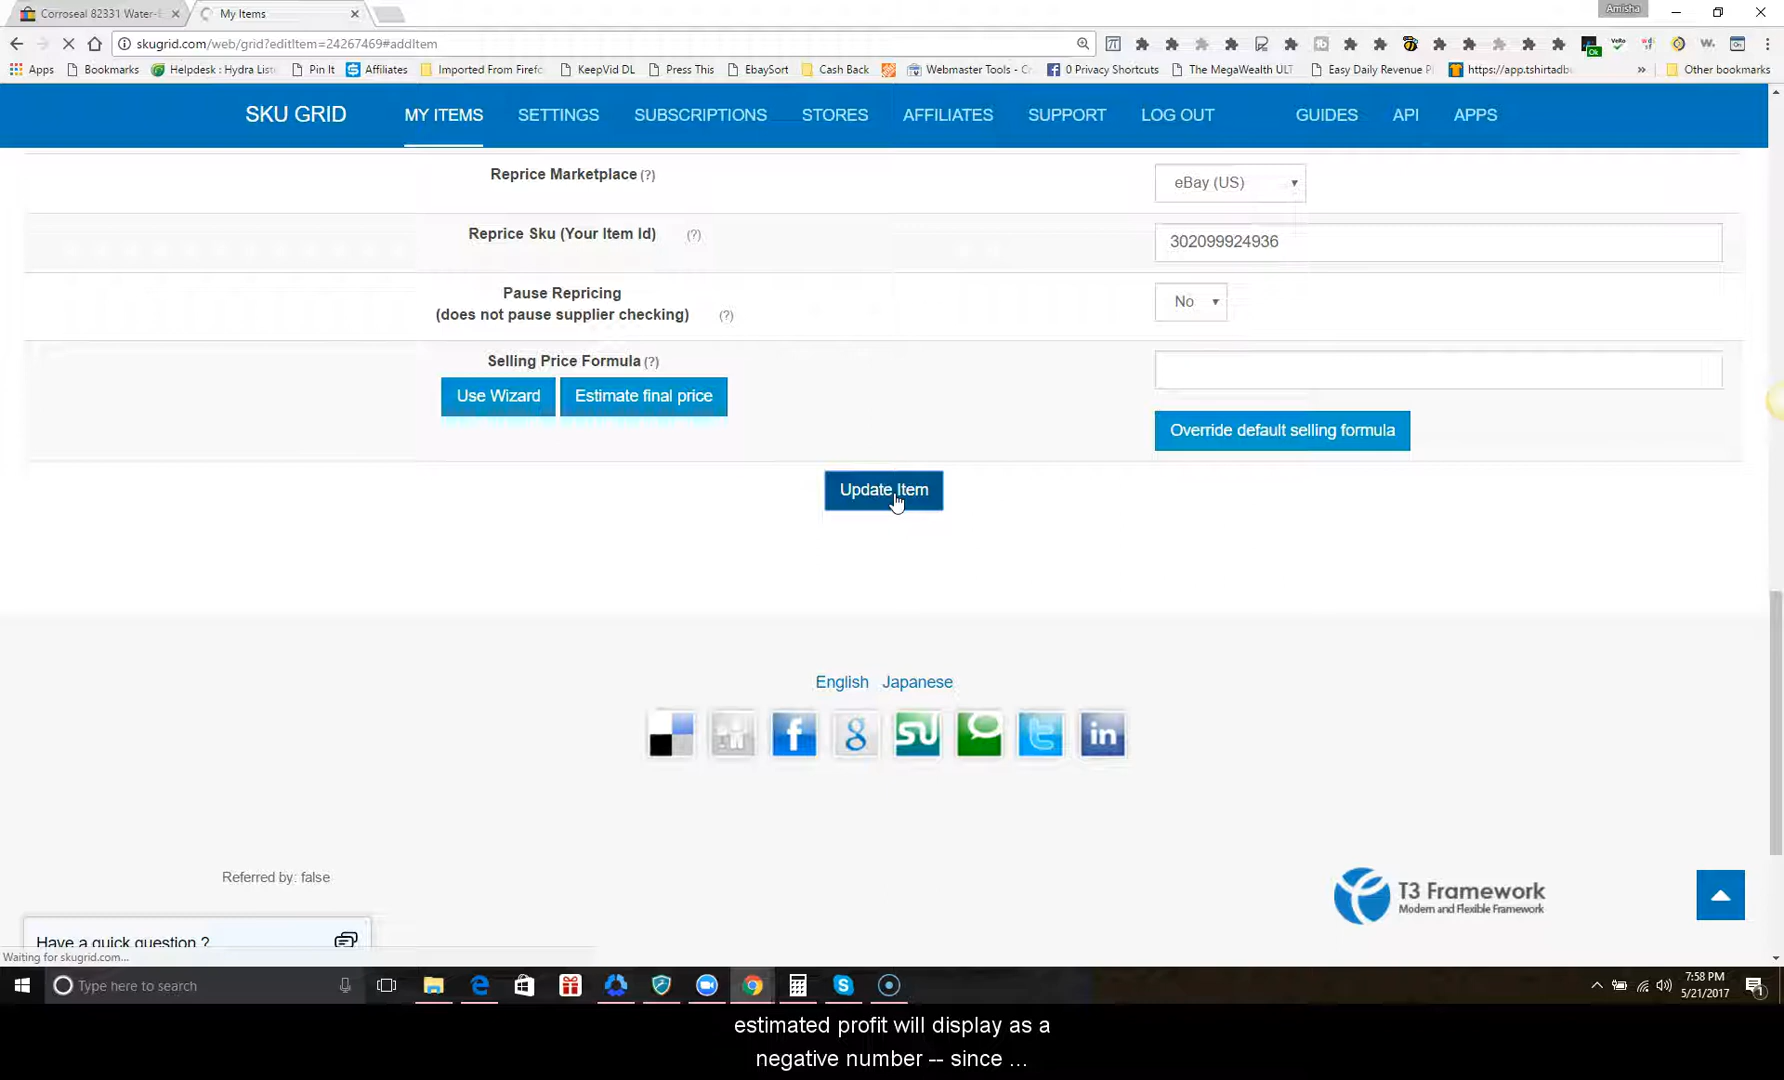 Corroseal 82331 Water-
My Items
Amisha
skugrid.com/web/grid?editItem=24267469#addItem
Apps
Bookmarks
Helpdesk : Hydra List
Pin It
Affiliates
Imported From Firef
KeepVid DL
Press This
EbaySort
Cash Back
Webmaster Tools - Cr
0 Privacy Shortcuts
The MegaWealth ULT
Easy Daily Revenue Pl
https://app.tshirtadbu
»
Other bookmarks
SKU GRID
MY ITEMS
SETTINGS
SUBSCRIPTIONS
STORES
AFFILIATES
SUPPORT
LOG OUT
GUIDES
API
APPS
Reprice Marketplace (?)
eBay (US)
Reprice Sku (Your Item Id) (?)
302099924936
Pause Repricing
(does not pause supplier checking) (?)
No
Selling Price Formula (?)
Use Wizard
Estimate final price
Override default selling formula
Update Item
English Japanese
Referred by: false
T3 Framework
Modern and Flexible Framework
Have a quick question ?
Waiting for skugrid.com...
Type here to search
7:58 PM
5/21/2017
estimated profit will display as a
negative number -- since ...